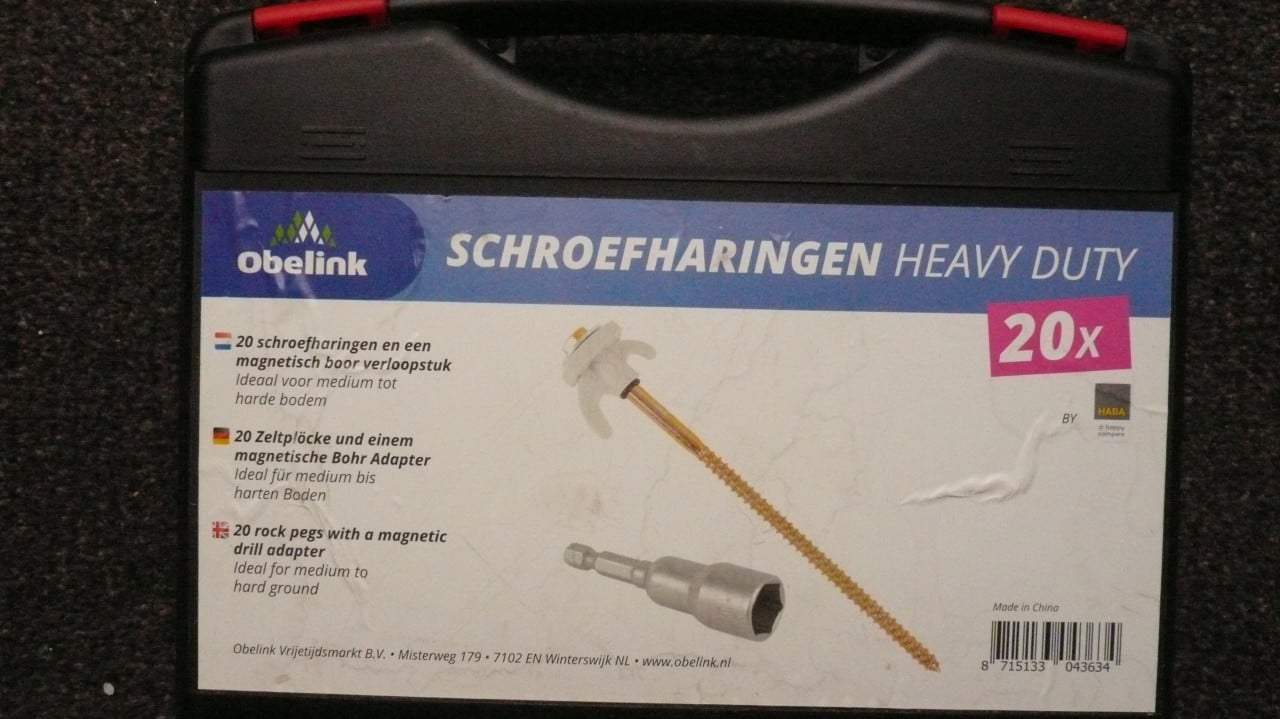 Obelink
SCHROEFHARINGEN HEAVY DUTY
20x
BY HABA
a happy
campers
20 schroefharingen en een
magnetisch boor verloopstuk
Ideaal voor medium tot
harde bodem
20 Zeltplöcke und einem
magnetische Bohr Adapter
Ideal für medium bis
harten Boden
20 rock pegs with a magnetic
drill adapter
Ideal for medium to
hard ground
Made in China
8 715133 043634
Obelink Vrijetijdsmarkt B.V. • Misterweg 179 • 7102 EN Winterswijk NL • www.obelink.nl